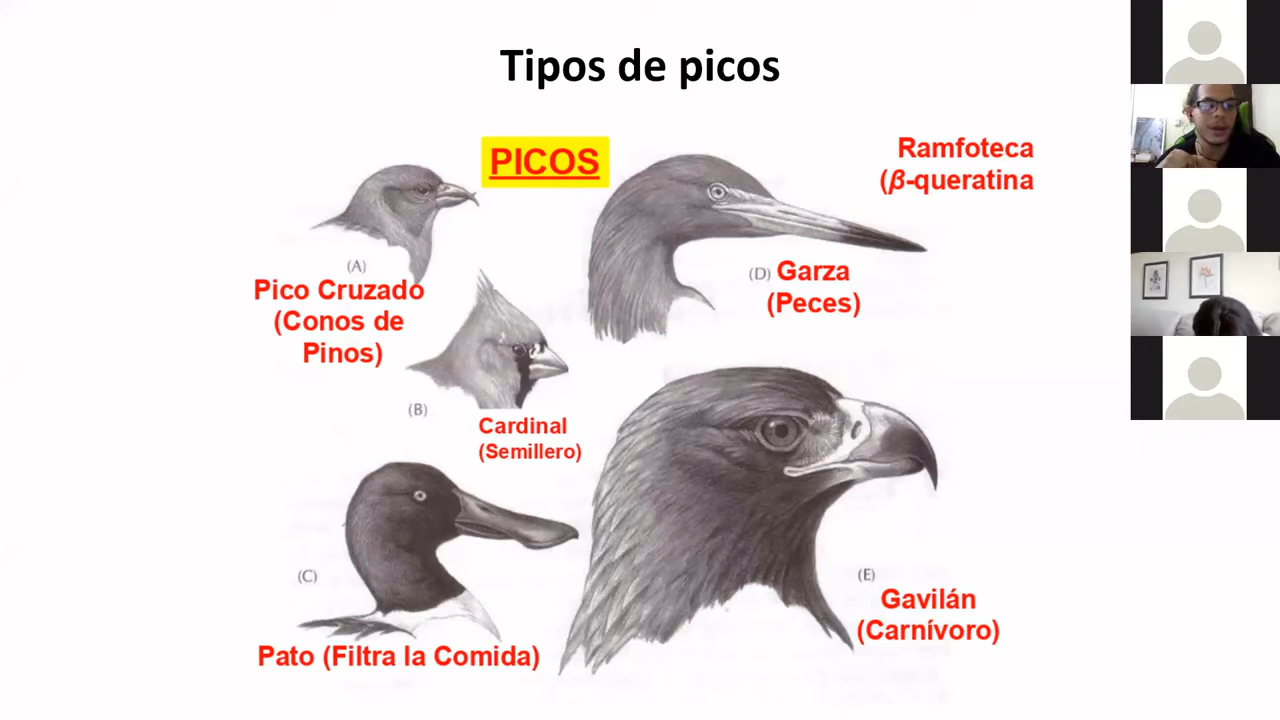 Tipos de picos
PICOS
Ramfoteca
(β-queratina
(A)
Pico Cruzado
(Conos de
Pinos)
(D) Garza
(Peces)
(B)
Cardinal
(Semillero)
(C)
Pato (Filtra la Comida)
(E)
Gavilán
(Carnívoro)